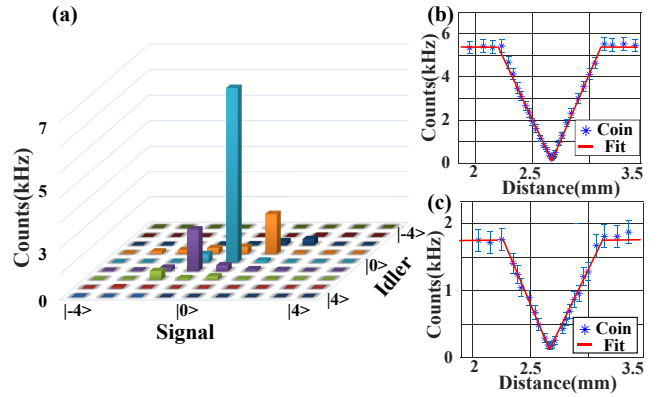 (a)
Counts(kHz)
7
5
3
0
|-4>
|0>
|4>
Signal
|4>
|0>
|-4>
Idler
(b)
Counts(kHz)
6
4
2
0
2
2.5
3.5
Distance(mm)
Coin
Fit
(c)
Counts(kHz)
2
1
0
2
2.5
3.5
Distance(mm)
Coin
Fit